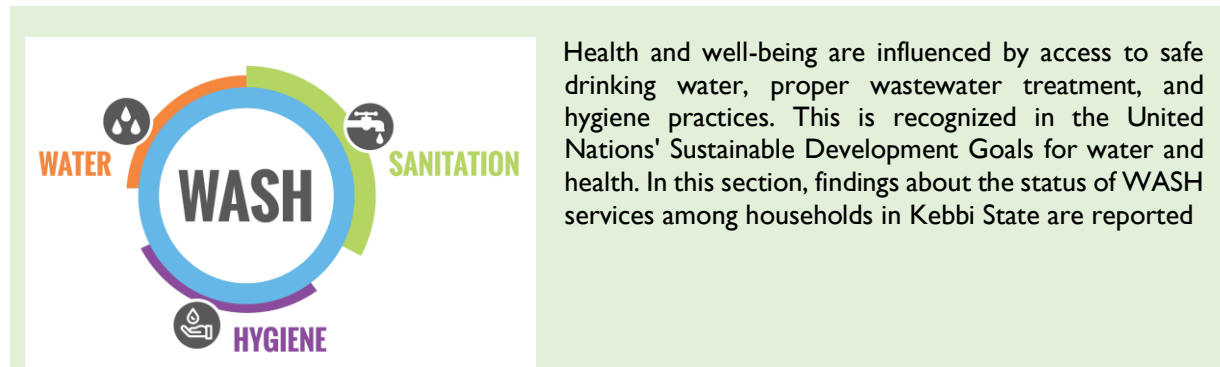 WATER
SANITATION
WASH
HYGIENE
Health and well-being are influenced by access to safe
drinking water, proper wastewater treatment, and
hygiene practices. This is recognized in the United
Nations' Sustainable Development Goals for water and
health. In this section, findings about the status of WASH
services among households in Kebbi State are reported